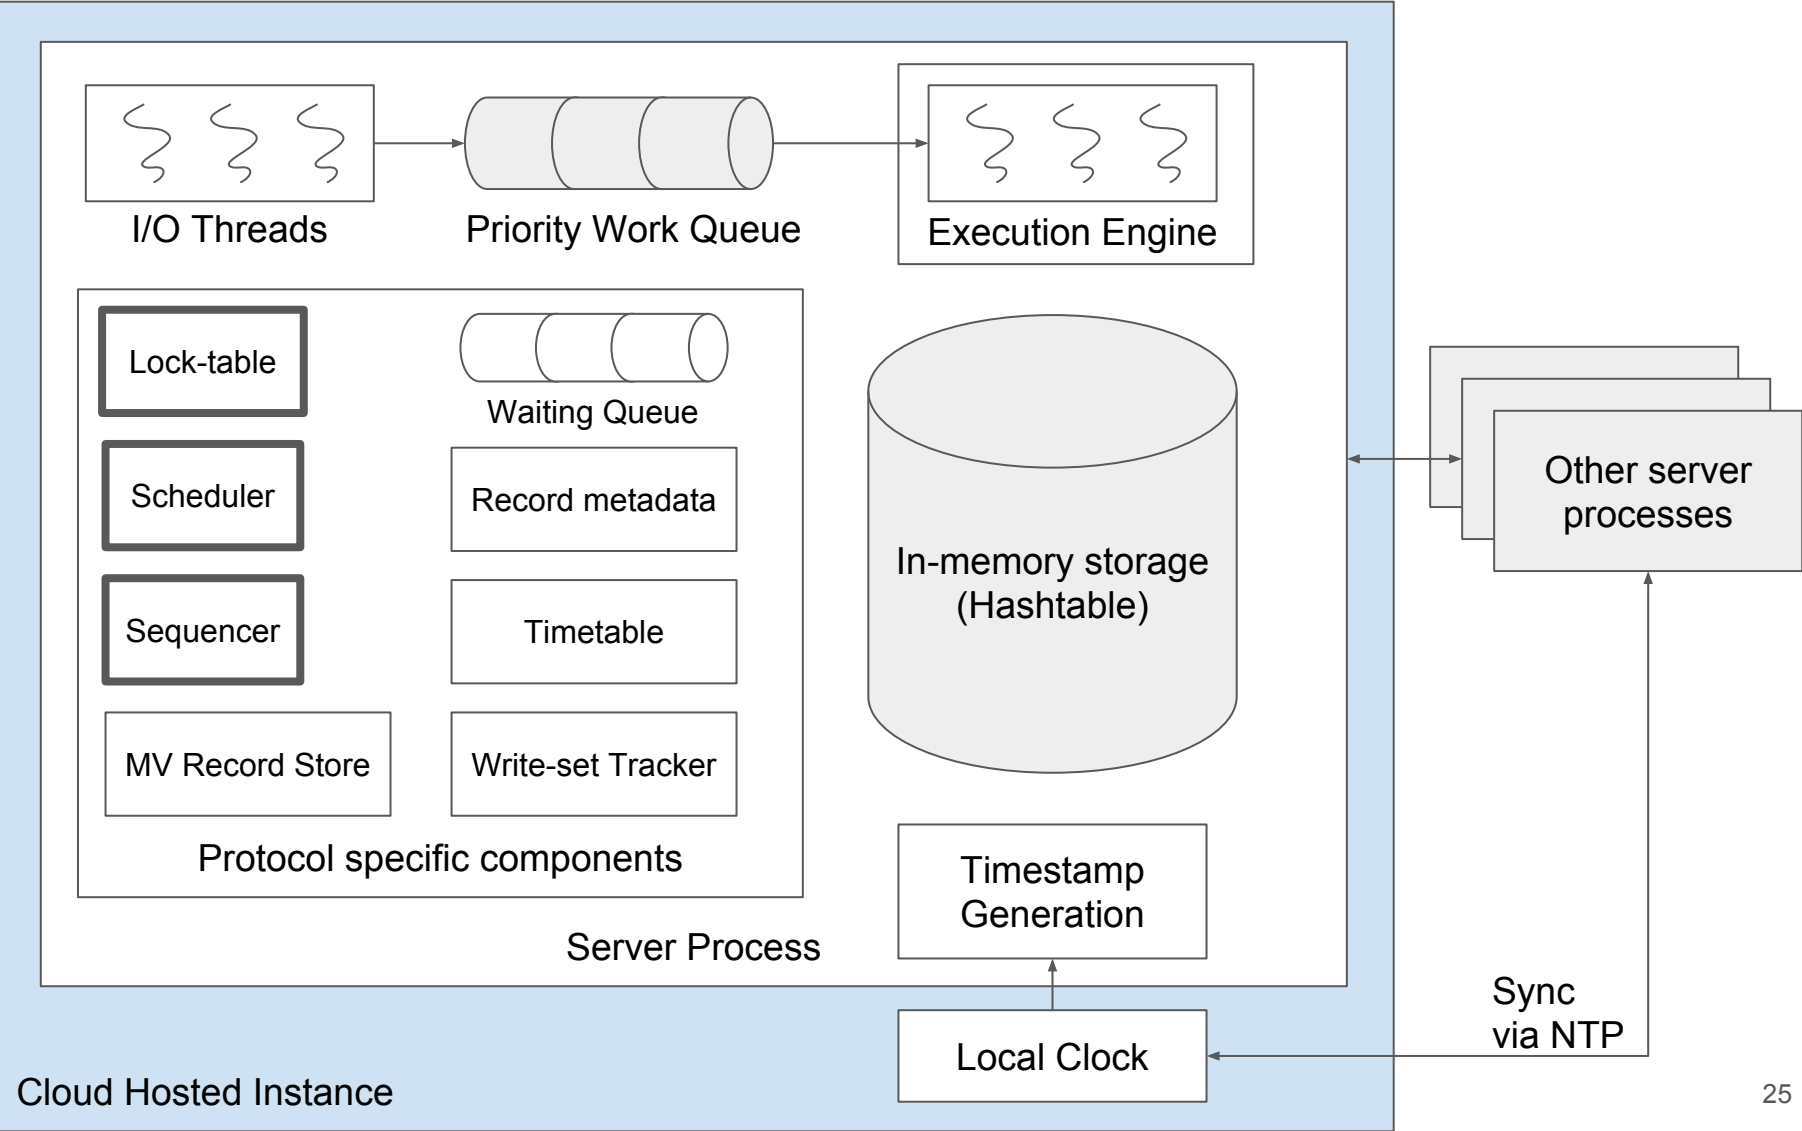 I/O Threads
Priority Work Queue
Execution Engine
Lock-table
Waiting Queue
Scheduler
Record metadata
Sequencer
Timetable
MV Record Store
Write-set Tracker
Protocol specific components
In-memory storage
(Hashtable)
Other server
processes
Timestamp
Generation
Server Process
Local Clock
Sync
via NTP
Cloud Hosted Instance
25